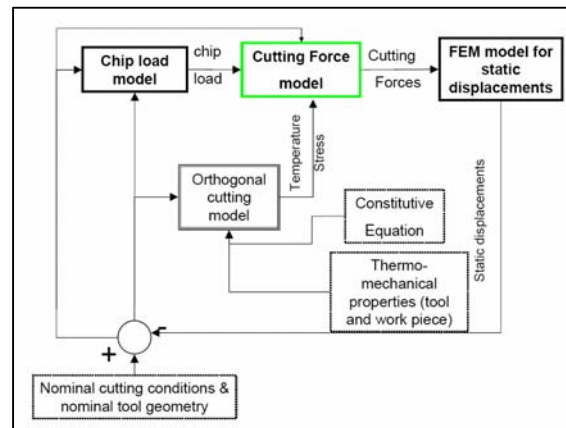 Chip load
model
chip
load
Cutting Force
model
Cutting
Forces
FEM model for
static
displacements
Temperature
Stress
Orthogonal
cutting
model
Constitutive
Equation
Static displacements
Thermo-
mechanical
properties (tool
and work piece)
+
-
Nominal cutting conditions &
nominal tool geometry